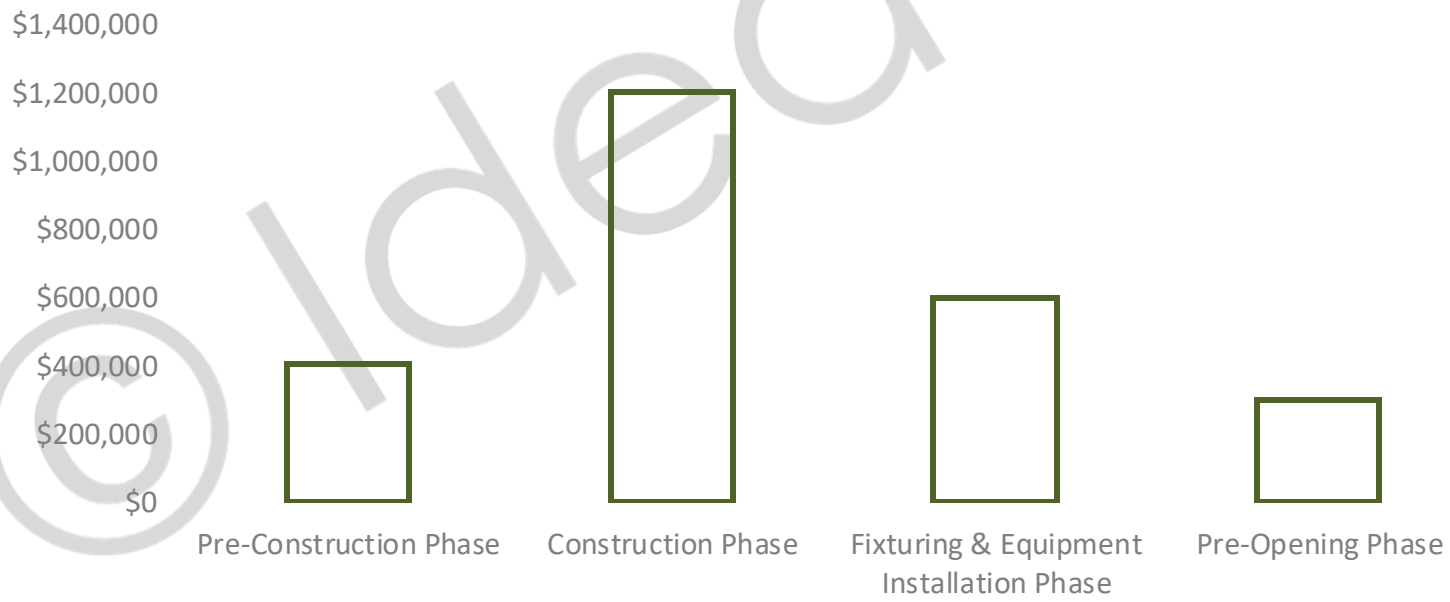 $1,400,000
$1,200,000
$1,000,000
$800,000
$600,000
$400,000
$200,000
$0
Pre-Construction Phase
Construction Phase
Fixturing & Equipment
Installation Phase
Pre-Opening Phase
© Idea